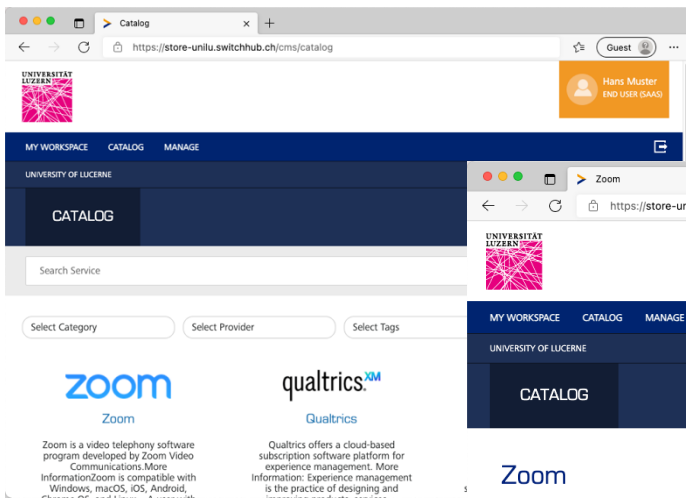 Catalog
https://store-unilu.switchhub.ch/cms/catalog
Guest
UNIVERSITÄT
LUZERN
Hans Muster
END USER (SAAS)
MY WORKSPACE CATALOG MANAGE
UNIVERSITY OF LUCERNE
CATALOG
Search Service
Select Category
Select Provider
Select Tags
zoom
Zoom
Zoom is a video telephony software
program developed by Zoom Video
Communications.More
InformationZoom is compatible with
Windows, macOS, iOS, Android,
qualtrics.XM
Qualtrics
Qualtrics offers a cloud-based
subscription software platform for
experience management. More
Information: Experience management
is the practice of designing and
Zoom
https://store-un
UNIVERSITÄT
LUZERN
MY WORKSPACE CATALOG MANAGE
UNIVERSITY OF LUCERNE
CATALOG
Zoom